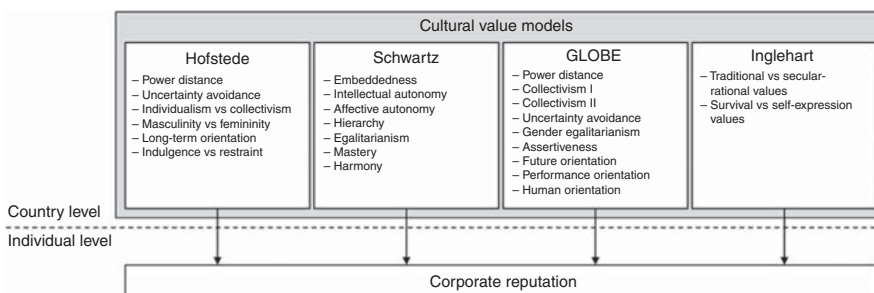 Cultural value models
Hofstede
– Power distance
– Uncertainty avoidance
– Individualism vs collectivism
– Masculinity vs femininity
– Long-term orientation
– Indulgence vs restraint
Schwartz
– Embeddedness
– Intellectual autonomy
– Affective autonomy
– Hierarchy
– Egalitarianism
– Mastery
– Harmony
GLOBE
– Power distance
– Collectivism I
– Collectivism II
– Uncertainty avoidance
– Gender egalitarianism
– Assertiveness
– Future orientation
– Performance orientation
– Human orientation
Inglehart
– Traditional vs secular-
rational values
– Survival vs self-expression
values
Country level
Individual level
Corporate reputation